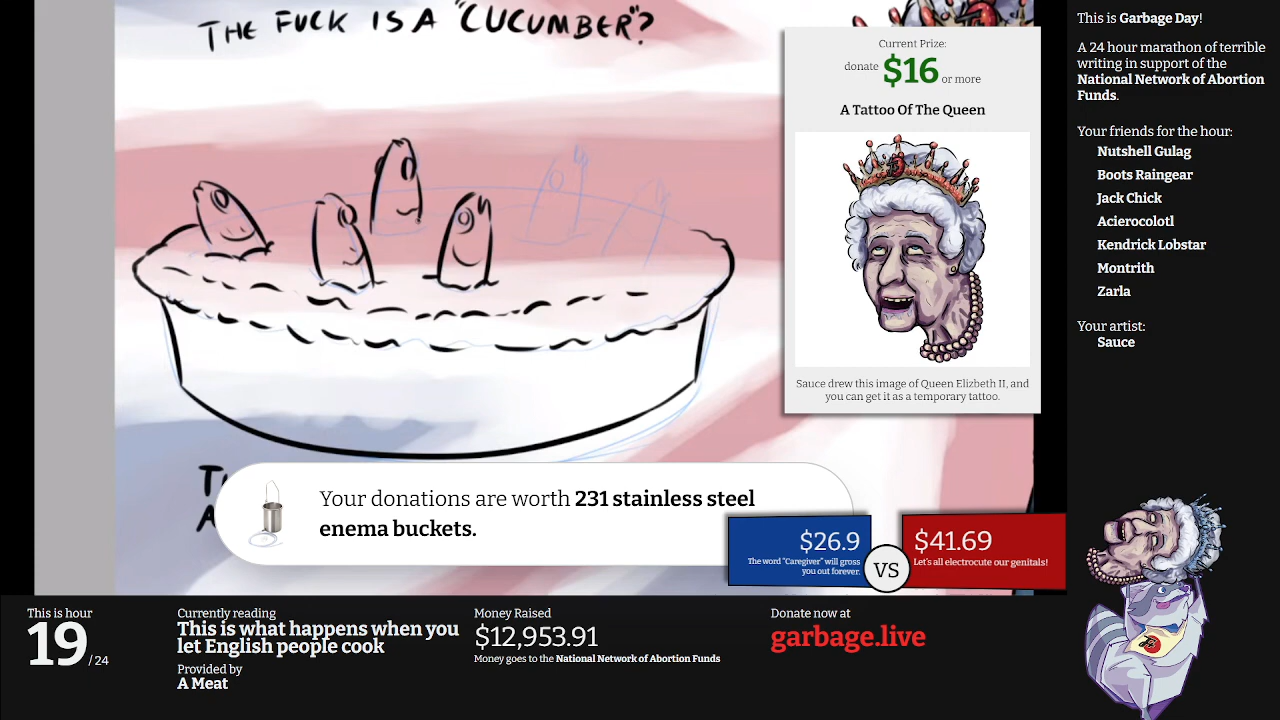 THE FUCK IS A "CUCUMBER"?
Current Prize:
donate $16 or more
A Tattoo Of The Queen
Sauce drew this image of Queen Elizbeth II, and
you can get it as a temporary tattoo.
This is Garbage Day!
A 24 hour marathon of terrible
writing in support of the
National Network of Abortion
Funds.
Your friends for the hour:
Nutshell Gulag
Boots Raingear
Jack Chick
Acierocolotl
Kendrick Lobstar
Montrith
Zarla
Your artist:
Sauce
Your donations are worth 231 stainless steel
enema buckets.
$26.9
The word "Caregiver" will gross
you out forever.
VS
$41.69
Let's all electrocute our genitals!
This is hour
19/24
Currently reading
This is what happens when you
let English people cook
Provided by
A Meat
Money Raised
$12,953.91
Money goes to the National Network of Abortion Funds
Donate now at
garbage.live